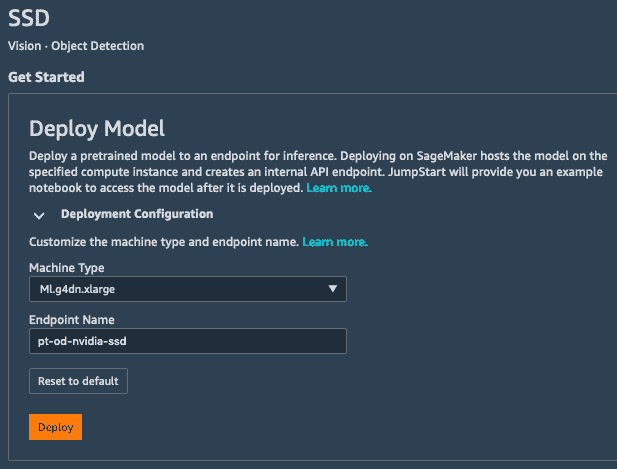 SSD
Vision · Object Detection
Get Started
Deploy Model
Deploy a pretrained model to an endpoint for inference. Deploying on SageMaker hosts the model on the
specified compute instance and creates an internal API endpoint. JumpStart will provide you an example
notebook to access the model after it is deployed. Learn more.
Deployment Configuration
Customize the machine type and endpoint name. Learn more.
Machine Type
Ml.g4dn.xlarge
Endpoint Name
pt-od-nvidia-ssd
Reset to default
Deploy